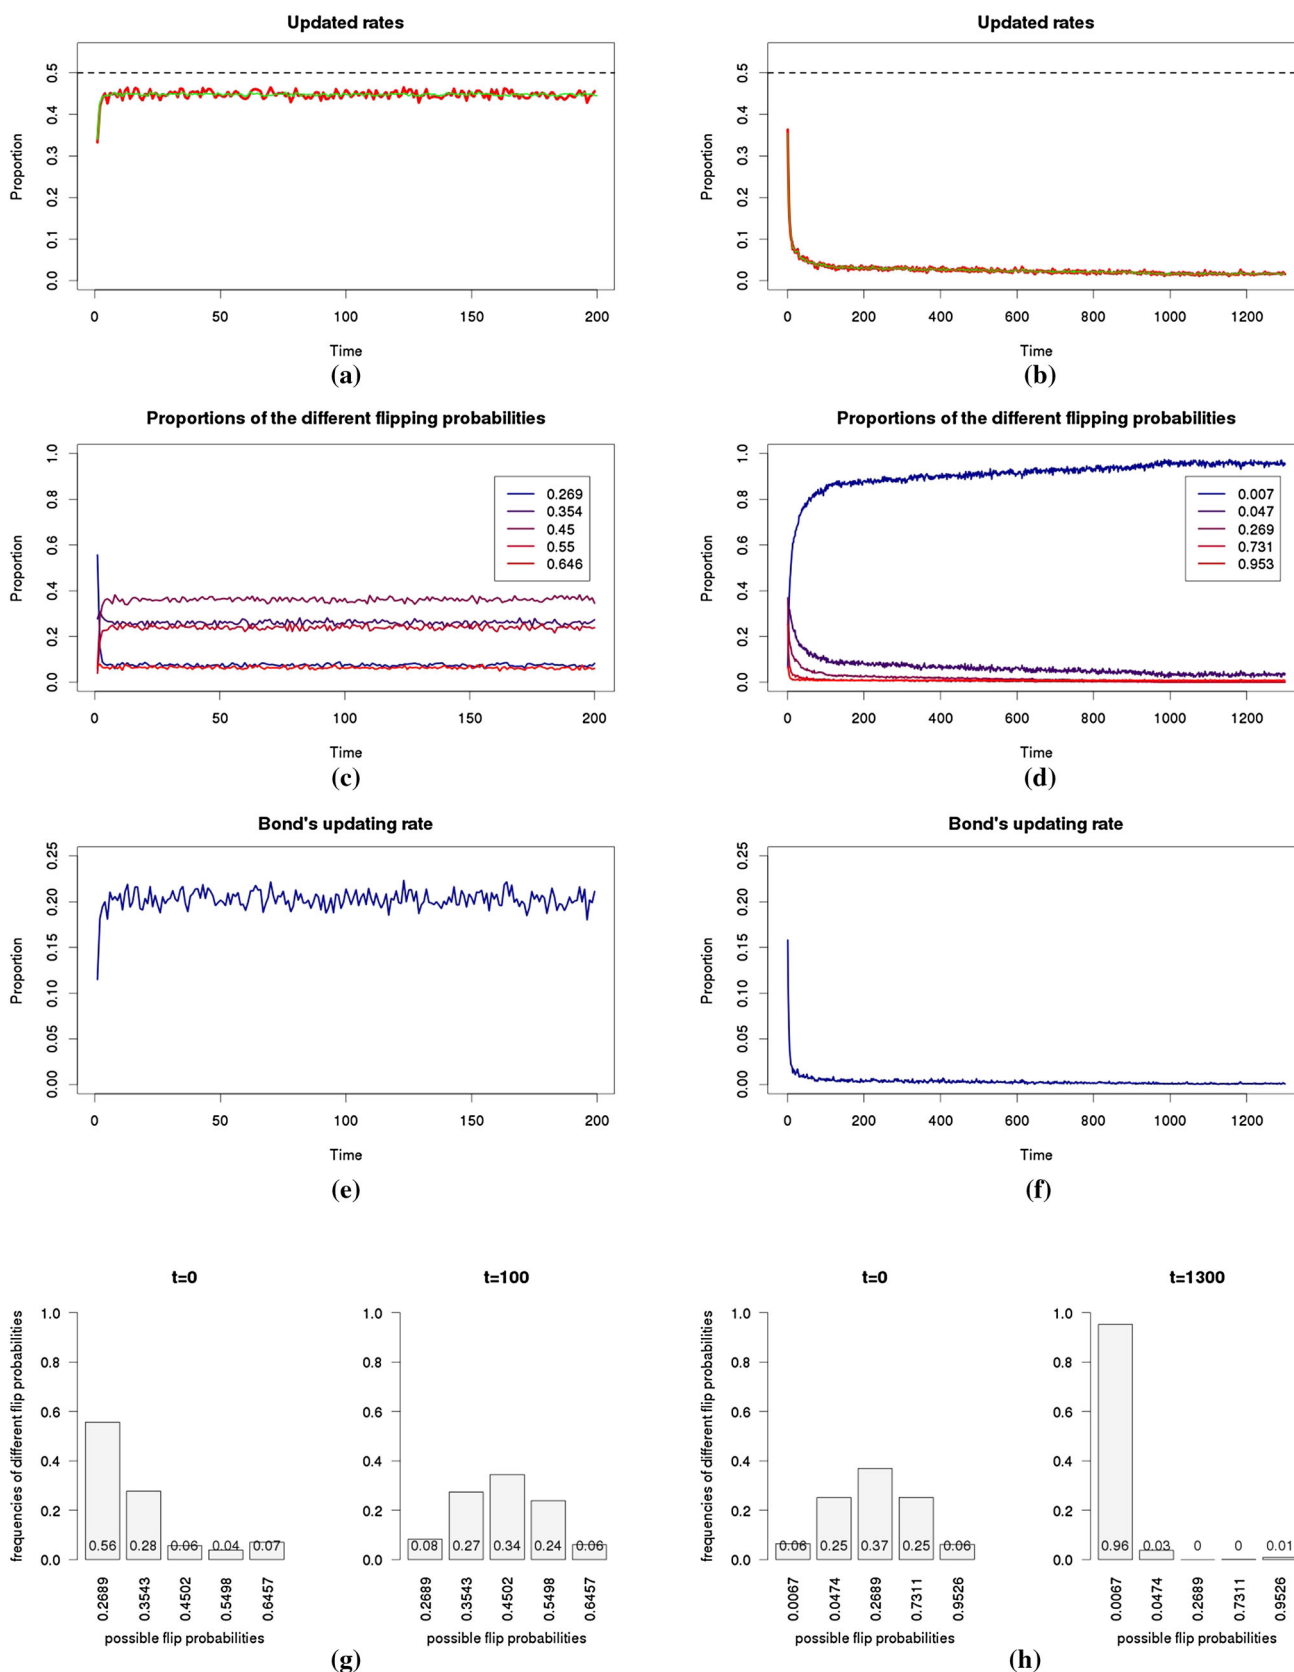 Updated rates
Proportion
0.0 0.1 0.2 0.3 0.4 0.5
0 50 100 150 200
Time
(a)
Updated rates
Proportion
0.0 0.1 0.2 0.3 0.4 0.5
0 200 400 600 800 1000 1200
Time
(b)
Proportions of the different flipping probabilities
Proportion
0.0 0.2 0.4 0.6 0.8 1.0
0.269
0.354
0.45
0.55
0.646
0 50 100 150 200
Time
(c)
Proportions of the different flipping probabilities
Proportion
0.0 0.2 0.4 0.6 0.8 1.0
0.007
0.047
0.269
0.731
0.953
0 200 400 600 800 1000 1200
Time
(d)
Bond's updating rate
Proportion
0.00 0.05 0.10 0.15 0.20 0.25
0 50 100 150 200
Time
(e)
Bond's updating rate
Proportion
0.00 0.05 0.10 0.15 0.20 0.25
0 200 400 600 800 1000 1200
Time
(f)
t=0
frequencies of different flip probabilities
0.0 0.2 0.4 0.6 0.8 1.0
0.56 0.28 0.06 0.04 0.07
0.2689 0.3543 0.4502 0.5498 0.6457
possible flip probabilities
t=100
0.0 0.2 0.4 0.6 0.8 1.0
0.08 0.27 0.34 0.24 0.06
0.2689 0.3543 0.4502 0.5498 0.6457
possible flip probabilities
(g)
t=0
frequencies of different flip probabilities
0.0 0.2 0.4 0.6 0.8 1.0
0.06 0.25 0.37 0.25 0.06
0.0067 0.0474 0.2689 0.7311 0.9526
possible flip probabilities
t=1300
0.0 0.2 0.4 0.6 0.8 1.0
0.96 0.03 0 0 0.01
0.0067 0.0474 0.2689 0.7311 0.9526
possible flip probabilities
(h)